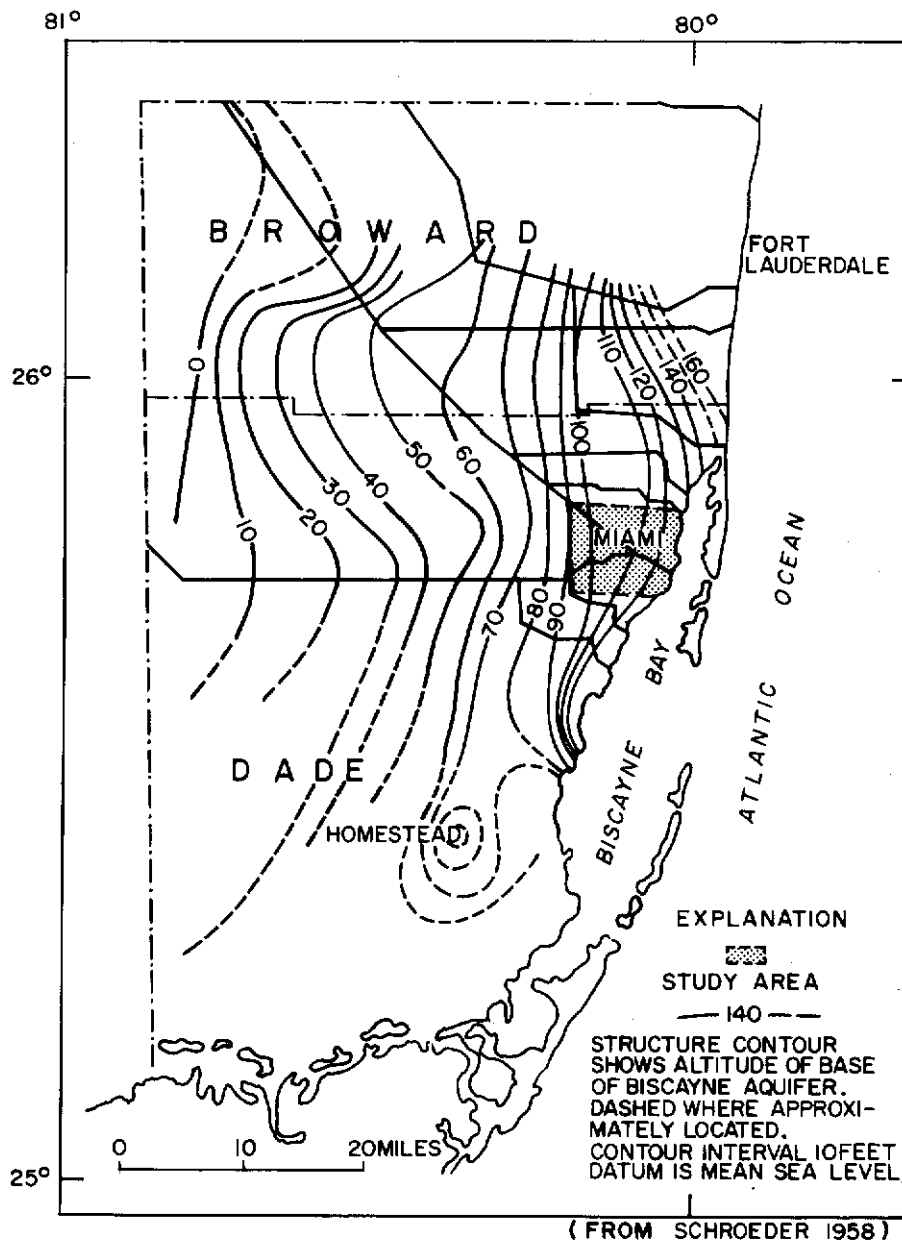 81°
80°
BROWARD
FORT
LAUDERDALE
26°
0
10
20
30
40
50
60
70
80
90
100
110
120
140
160
MIAMI
DADE
HOMESTEAD
BISCAYNE BAY
ATLANTIC OCEAN
EXPLANATION
STUDY AREA
140
STRUCTURE CONTOUR
SHOWS ALTITUDE OF BASE
OF BISCAYNE AQUIFER.
DASHED WHERE APPROXI-
MATELY LOCATED.
CONTOUR INTERVAL 10FEET
DATUM IS MEAN SEA LEVEL
0 10 20MILES
25°
(FROM SCHROEDER 1958)